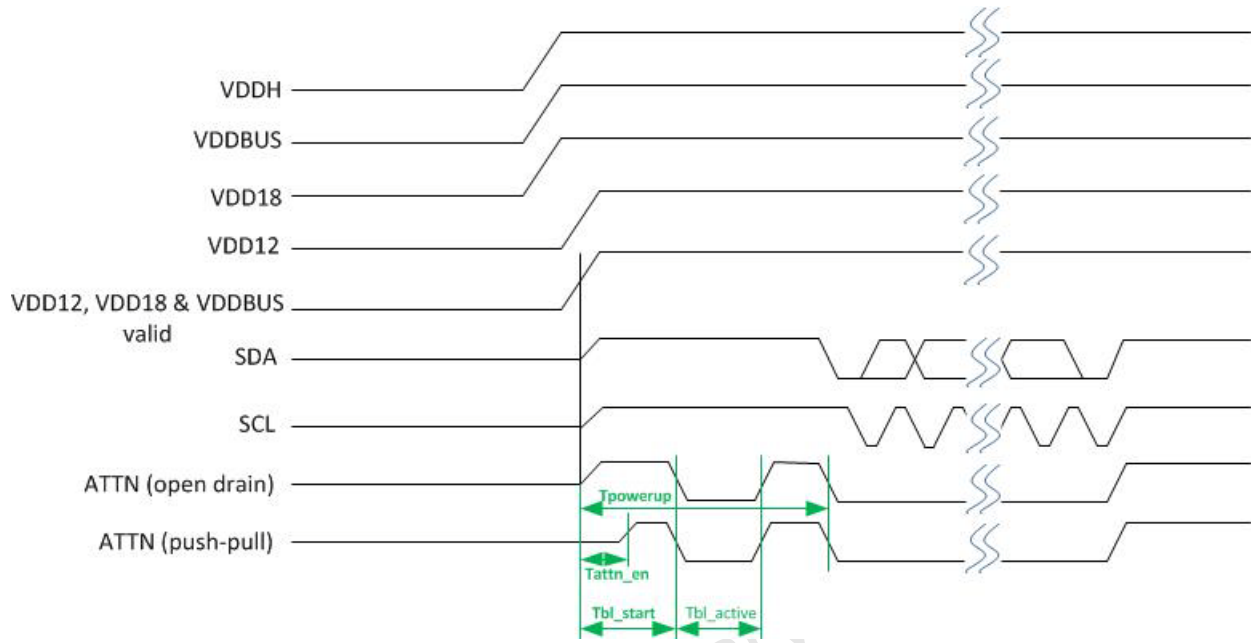 VDDH
VDDBUS
VDD18
VDD12
VDD12, VDD18 & VDDBUS
valid
SDA
SCL
ATTN (open drain)
Tpowerup
ATTN (push-pull)
Tattn_en
Tbl_start
Tbl_active